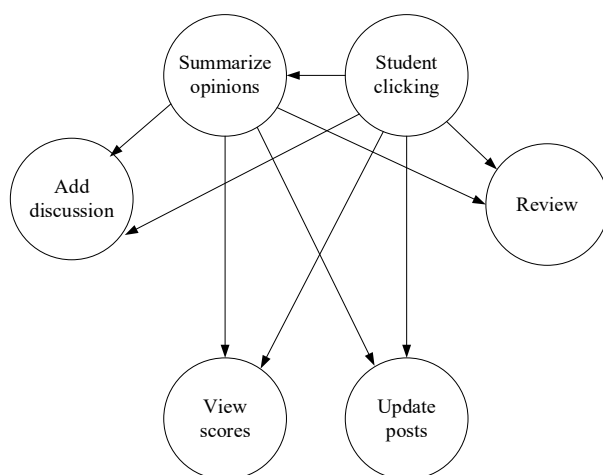 Summarize
opinions
Student
clicking
Add
discussion
Review
View
scores
Update
posts